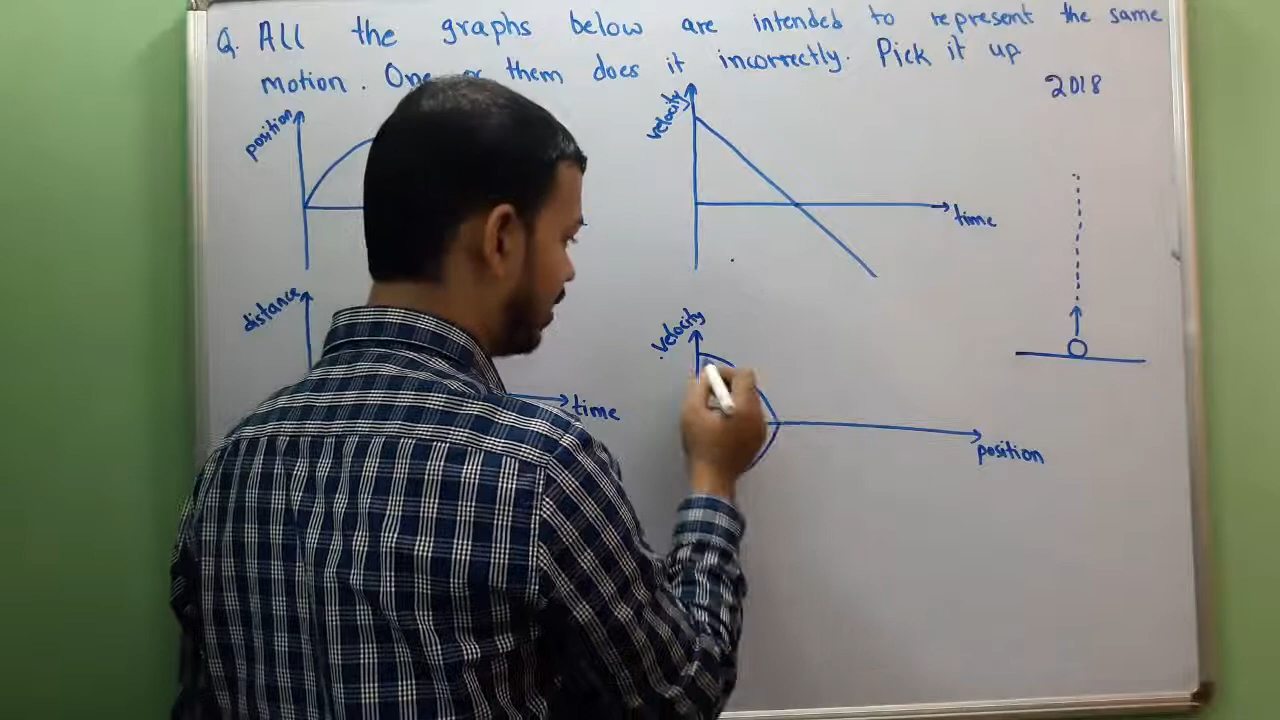 Q. All the graphs below are intended to represent the same
motion. One them does it incorrectly. Pick it up
2018
position
velocity
time
distance
time
velocity
position